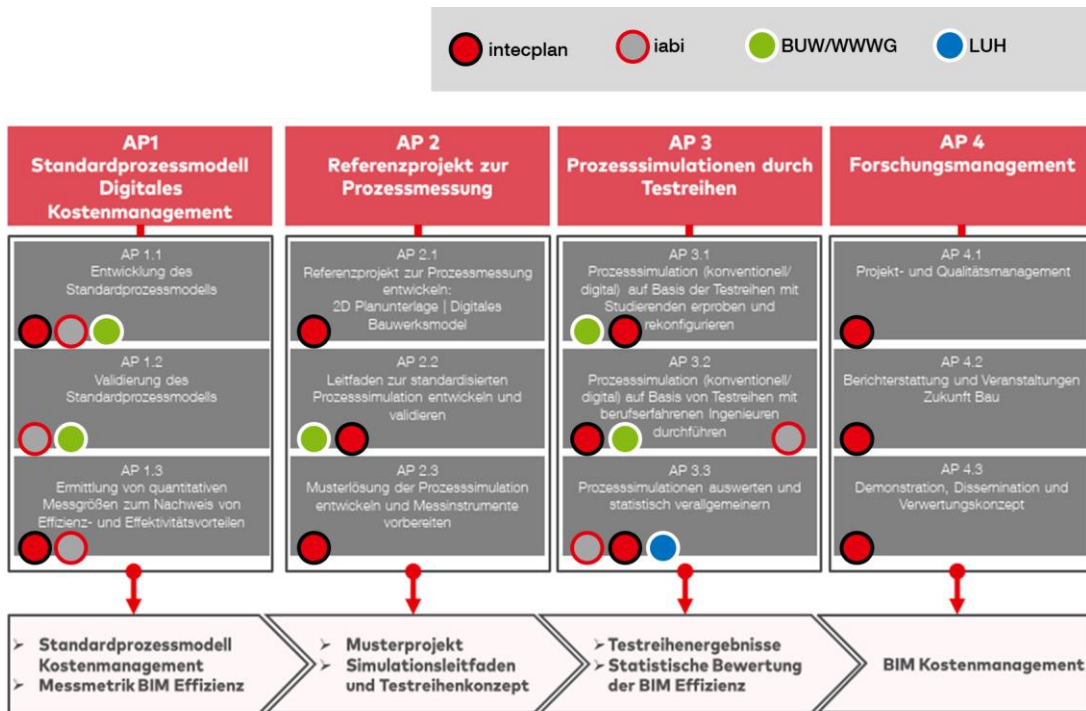 intecplan
iabi
BUW/WWWG
LUH
AP1
Standardprozessmodell
Digitales
Kostenmanagement
AP 1.1
Entwicklung des
Standardprozessmodells
AP 1.2
Validierung des
Standardprozessmodells
AP 1.3
Ermittlung von quantitativen
Messgrößen zum Nachweis von
Effizienz- und Effektivitätsvorteilen
AP 2
Referenzprojekt zur
Prozessmessung
AP 2.1
Referenzprojekt zur Prozessmessung
entwickeln:
2D Planunterlage | Digitales
Bauwerksmodel
AP 2.2
Leitfaden zur standardisierten
Prozesssimulation entwickeln und
validieren
AP 2.3
Musterlösung der Prozesssimulation
entwickeln und Messinstrumente
vorbereiten
AP 3
Prozesssimulationen durch
Testreihen
AP 3.1
Prozesssimulation (konventionell/
digital) auf Basis der Testreihen mit
Studierenden erproben und
rekonfigurieren
AP 3.2
Prozesssimulation (konventionell/
digital) auf Basis von Testreihen mit
berufserfahrenen Ingenieuren
durchführen
AP 3.3
Prozesssimulationen auswerten und
statistisch verallgemeinern
AP 4
Forschungsmanagement
AP 4.1
Projekt- und Qualitätsmanagement
AP 4.2
Berichterstattung und Veranstaltungen
Zukunft Bau
AP 4.3
Demonstration, Dissemination und
Verwertungskonzept
➢ Standardprozessmodell
Kostenmanagement
➢ Messmetrik BIM Effizienz
➢ Musterprojekt
➢ Simulationsleitfaden
und Testreihenkonzept
➢ Testreihenergebnisse
➢ Statistische Bewertung
der BIM Effizienz
BIM Kostenmanagement